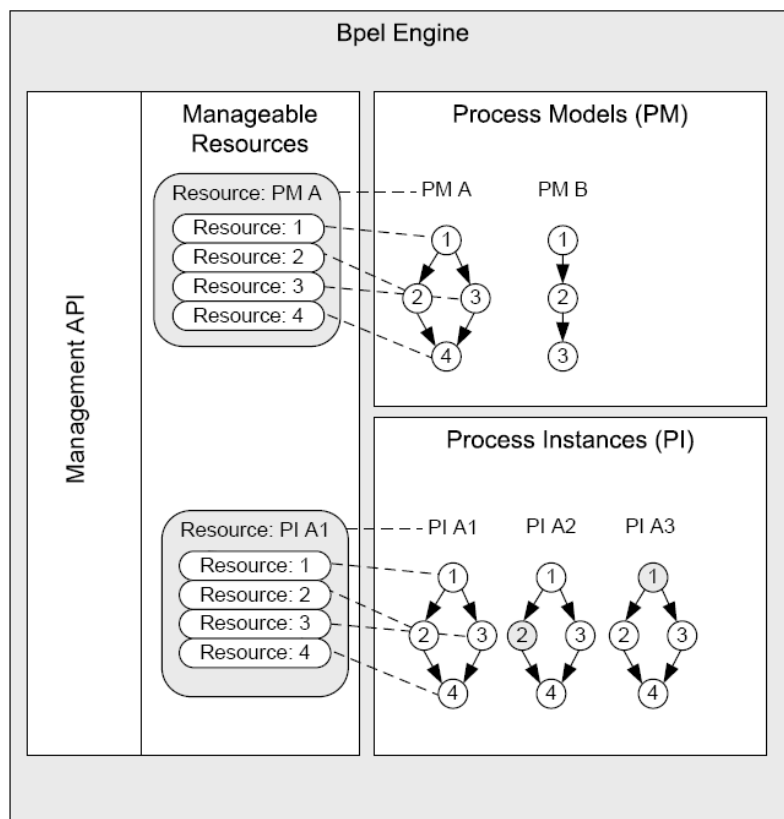 Bpel Engine
Management API
Manageable
Resources
Resource: PM A
Resource: 1
Resource: 2
Resource: 3
Resource: 4
Resource: PI A1
Resource: 1
Resource: 2
Resource: 3
Resource: 4
Process Models (PM)
PM A PM B
1 1
2 3 2
4 3
Process Instances (PI)
PI A1 PI A2 PI A3
1 1 1
2 3 2 3 2 3
4 4 4